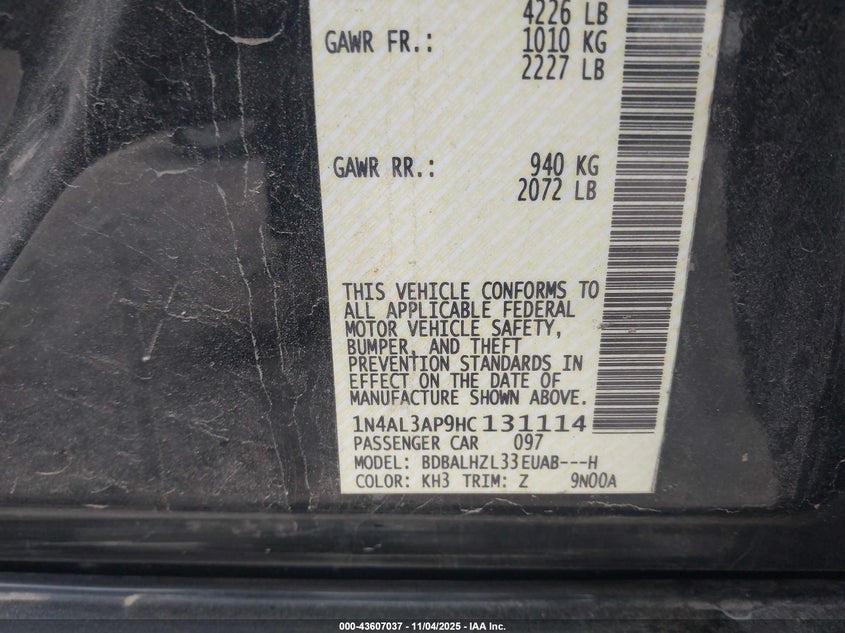 4226 LB
GAWR FR.: 1010 KG
2227 LB
GAWR RR.: 940 KG
2072 LB
THIS VEHICLE CONFORMS TO
ALL APPLICABLE FEDERAL
MOTOR VEHICLE SAFETY,
BUMPER, AND THEFT
PREVENTION STANDARDS IN
EFFECT ON THE DATE OF
MANUFACTURE SHOWN ABOVE.
1N4AL3AP9HC131114
PASSENGER CAR 097
MODEL: BDBALHZL33EUAB---H
COLOR: KH3 TRIM: Z 9N00A
000-43607037 - 11/04/2025 - IAA Inc.